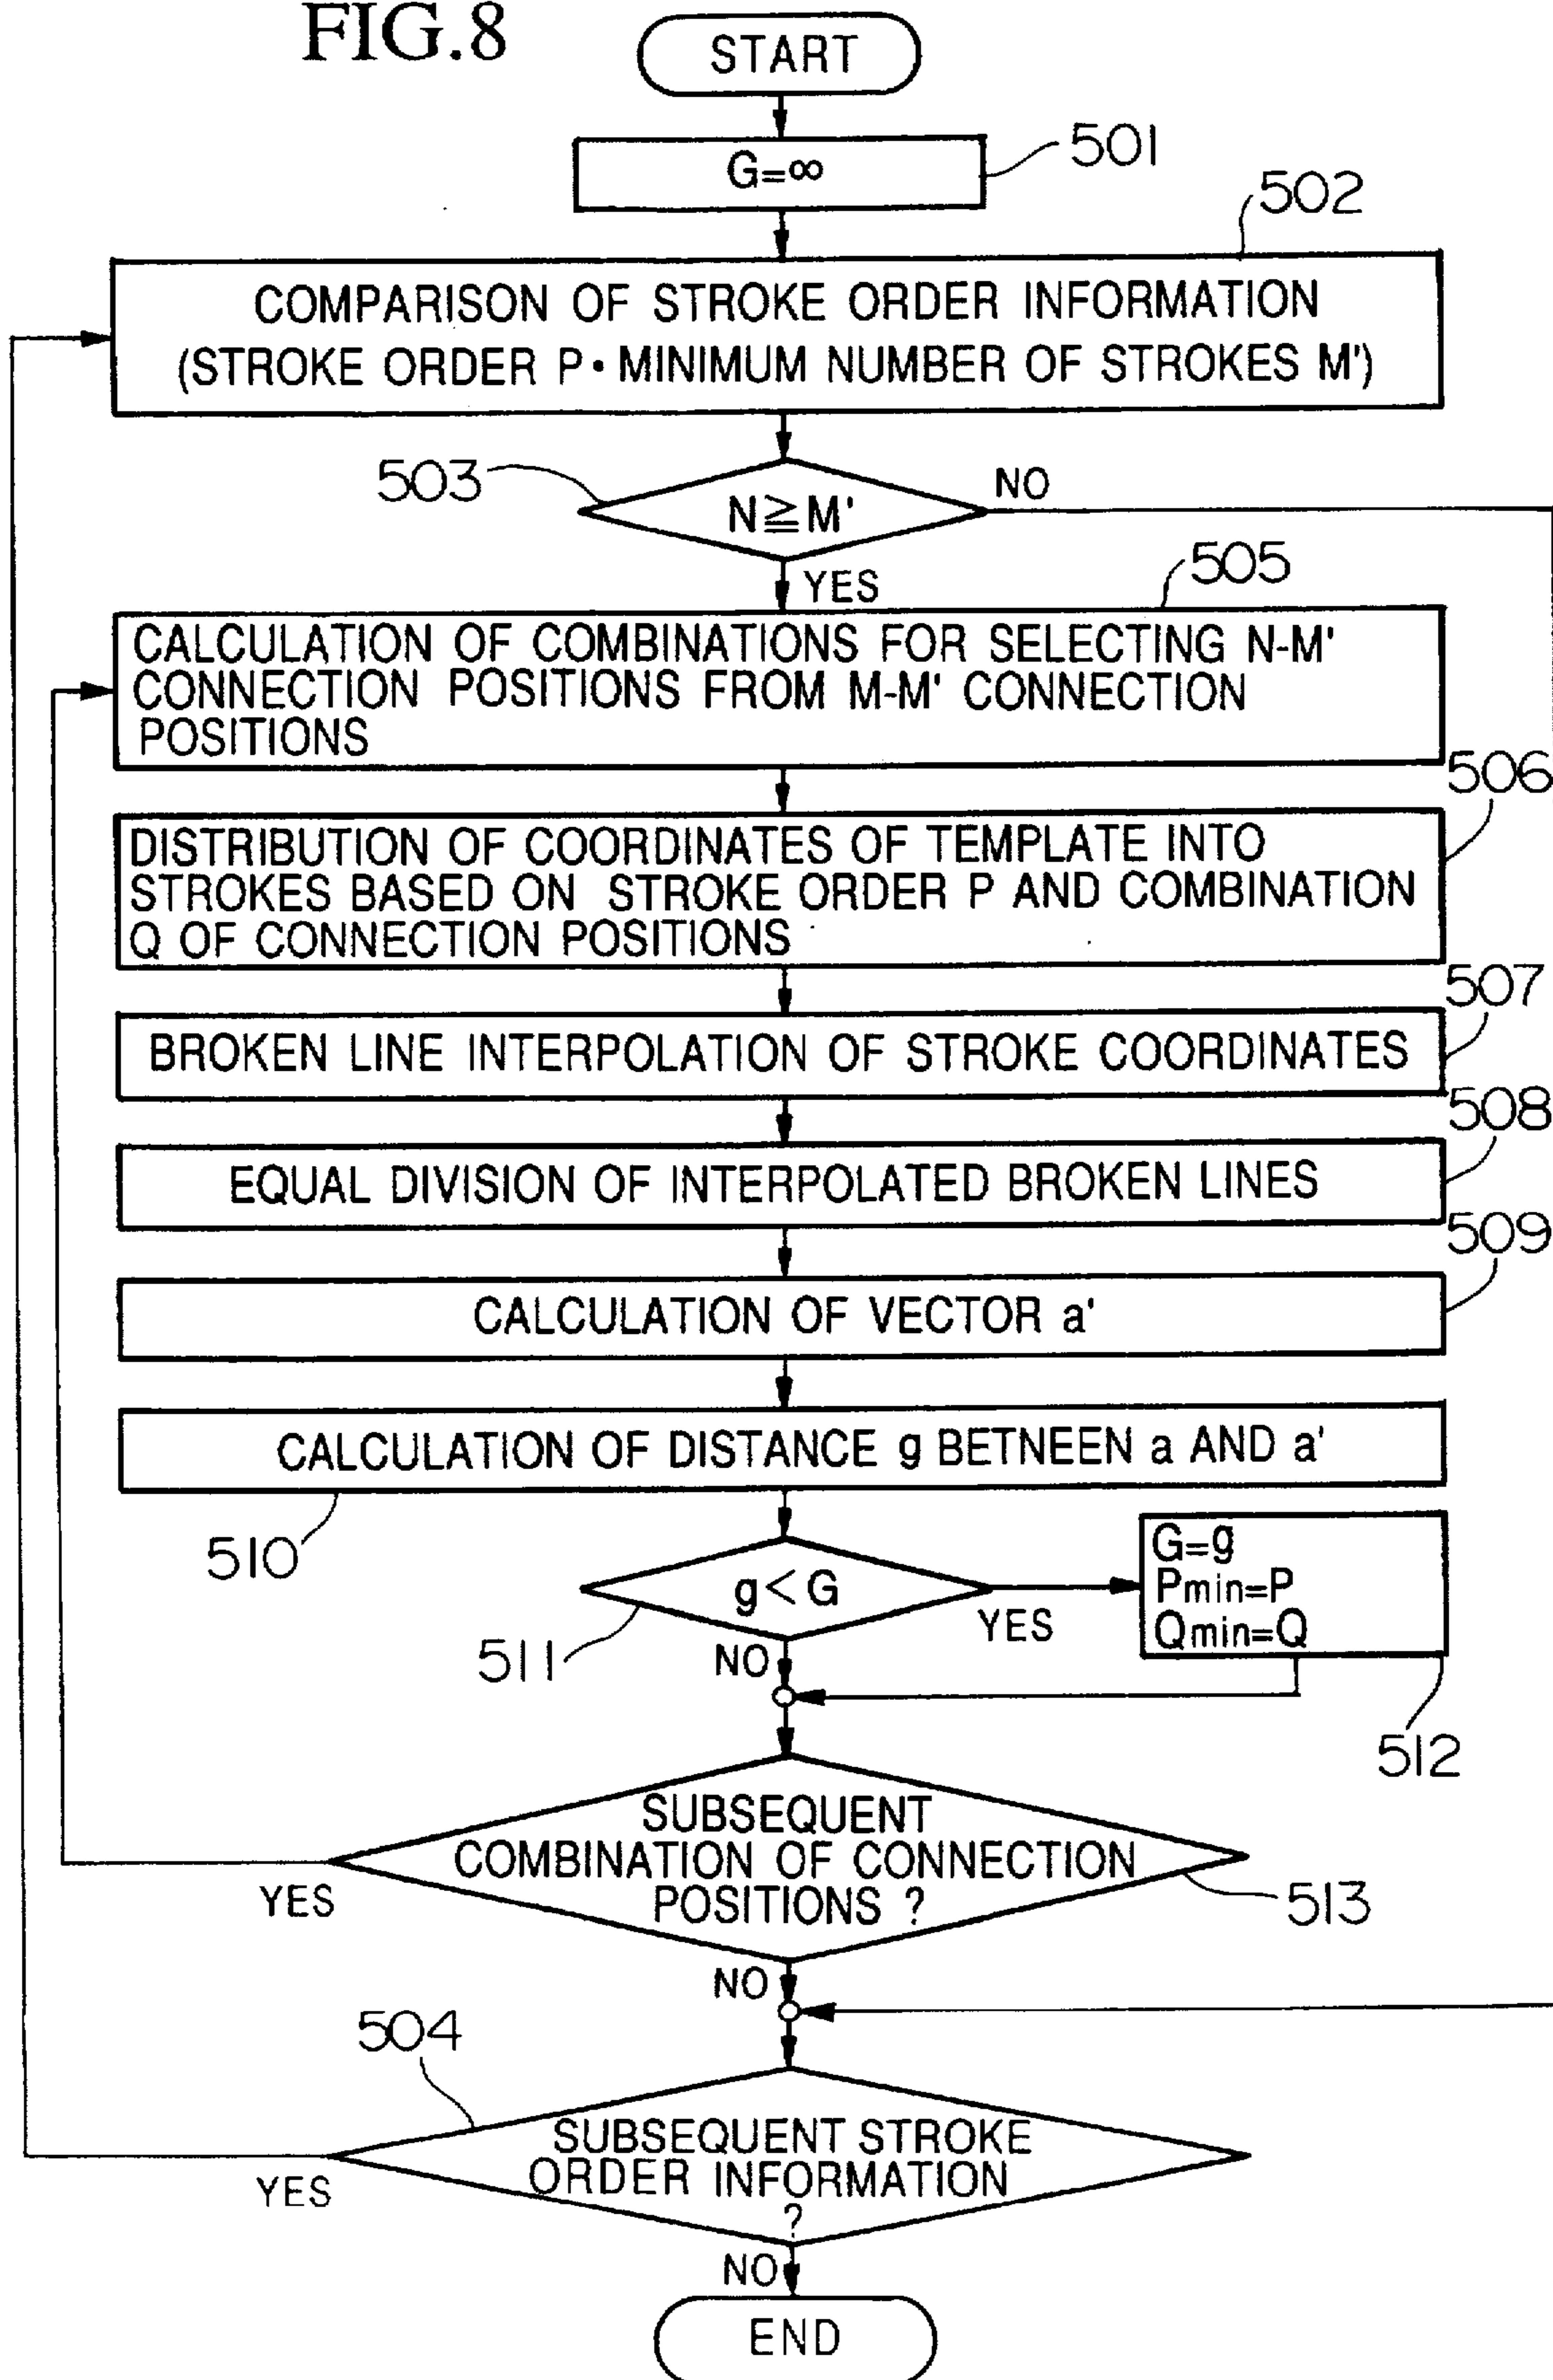 FIG.8
START
G=∞
501
502
COMPARISON OF STROKE ORDER INFORMATION
(STROKE ORDER P・MINIMUM NUMBER OF STROKES M')
503
N≧M'
NO
YES
505
CALCULATION OF COMBINATIONS FOR SELECTING N-M'
CONNECTION POSITIONS FROM M-M' CONNECTION
POSITIONS
506
DISTRIBUTION OF COORDINATES OF TEMPLATE INTO
STROKES BASED ON STROKE ORDER P AND COMBINATION
Q OF CONNECTION POSITIONS
507
BROKEN LINE INTERPOLATION OF STROKE COORDINATES
508
EQUAL DIVISION OF INTERPOLATED BROKEN LINES
509
CALCULATION OF VECTOR a'
CALCULATION OF DISTANCE g BETNEEN a AND a'
510
g<G
511
YES
NO
G=g
Pmin=P
Qmin=Q
512
SUBSEQUENT
COMBINATION OF CONNECTION
POSITIONS ?
YES
513
NO
504
SUBSEQUENT STROKE
ORDER INFORMATION
?
YES
NO
END